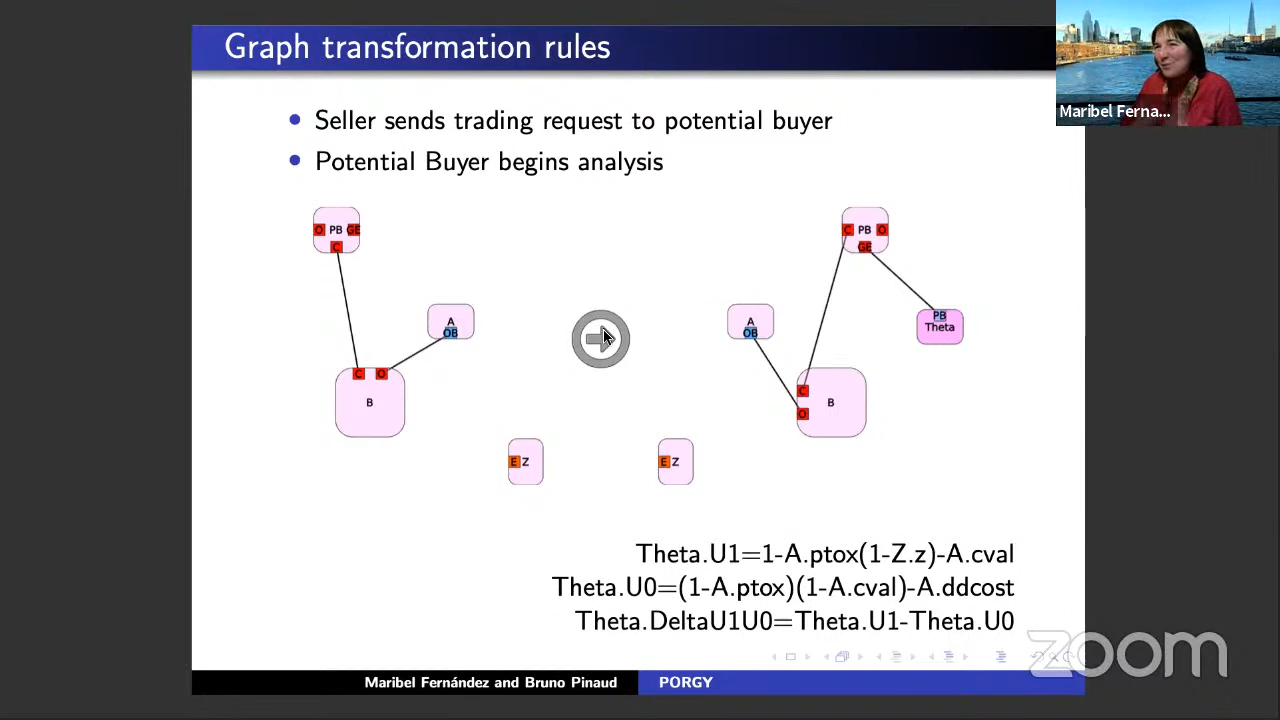 Graph transformation rules
Maribel Ferna...
Seller sends trading request to potential buyer
Potential Buyer begins analysis
O PB GE
C
C PB O
GE
A
OB
A
OB
PB
Theta
C O
B
C
O
B
E Z
E Z
Theta.U1=1-A.ptox(1-Z.z)-A.cval
Theta.U0=(1-A.ptox)(1-A.cval)-A.ddcost
Theta.DeltaU1U0=Theta.U1-Theta.U0
zoom
Maribel Fernández and Bruno Pinaud PORGY